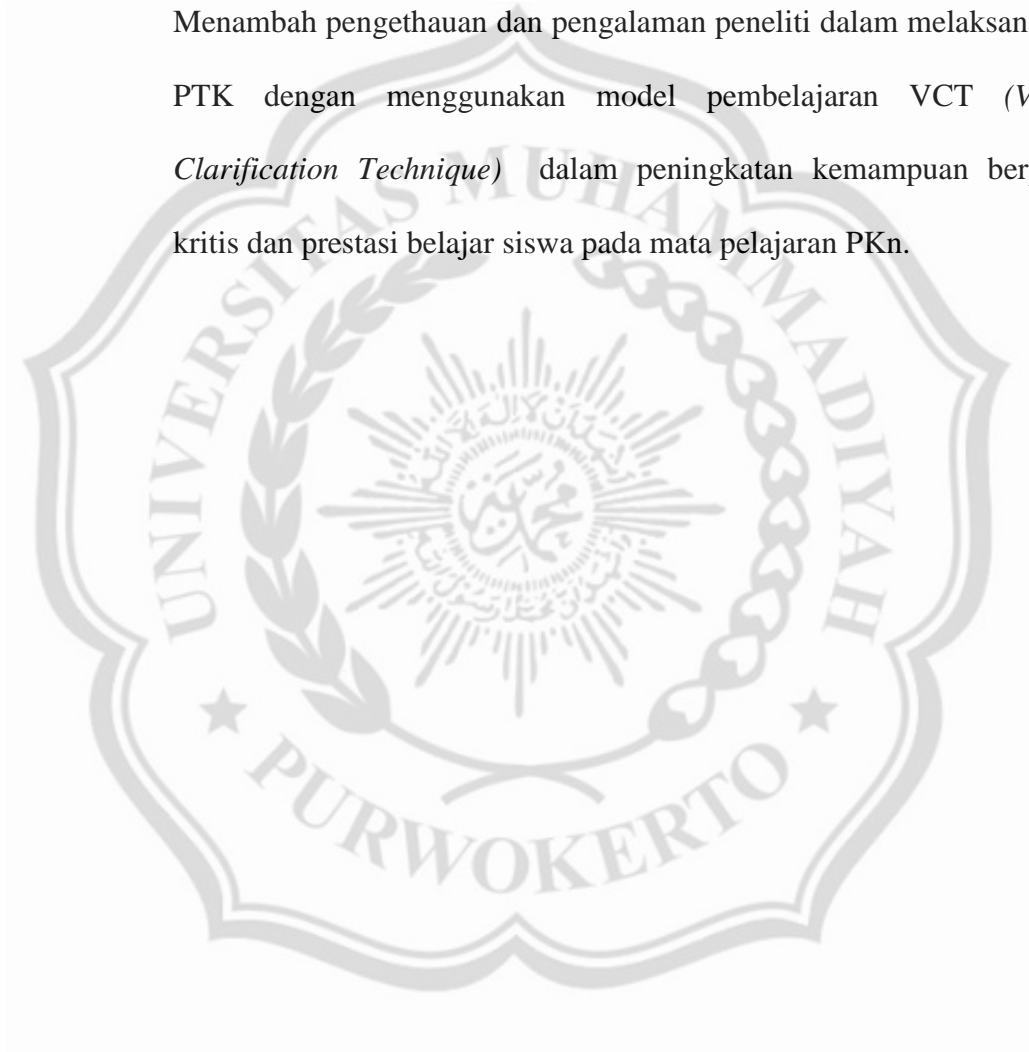 Menambah pengethauan dan pengalaman peneliti dalam melaksan
PTK dengan menggunakan model pembelajaran VCT (V
Clarification Technique) dalam peningkatan kemampuan ber
kritis dan prestasi belajar siswa pada mata pelajaran PKn.
UNIVERSITAS MUHAMMADIYAH
PURWOKERTO